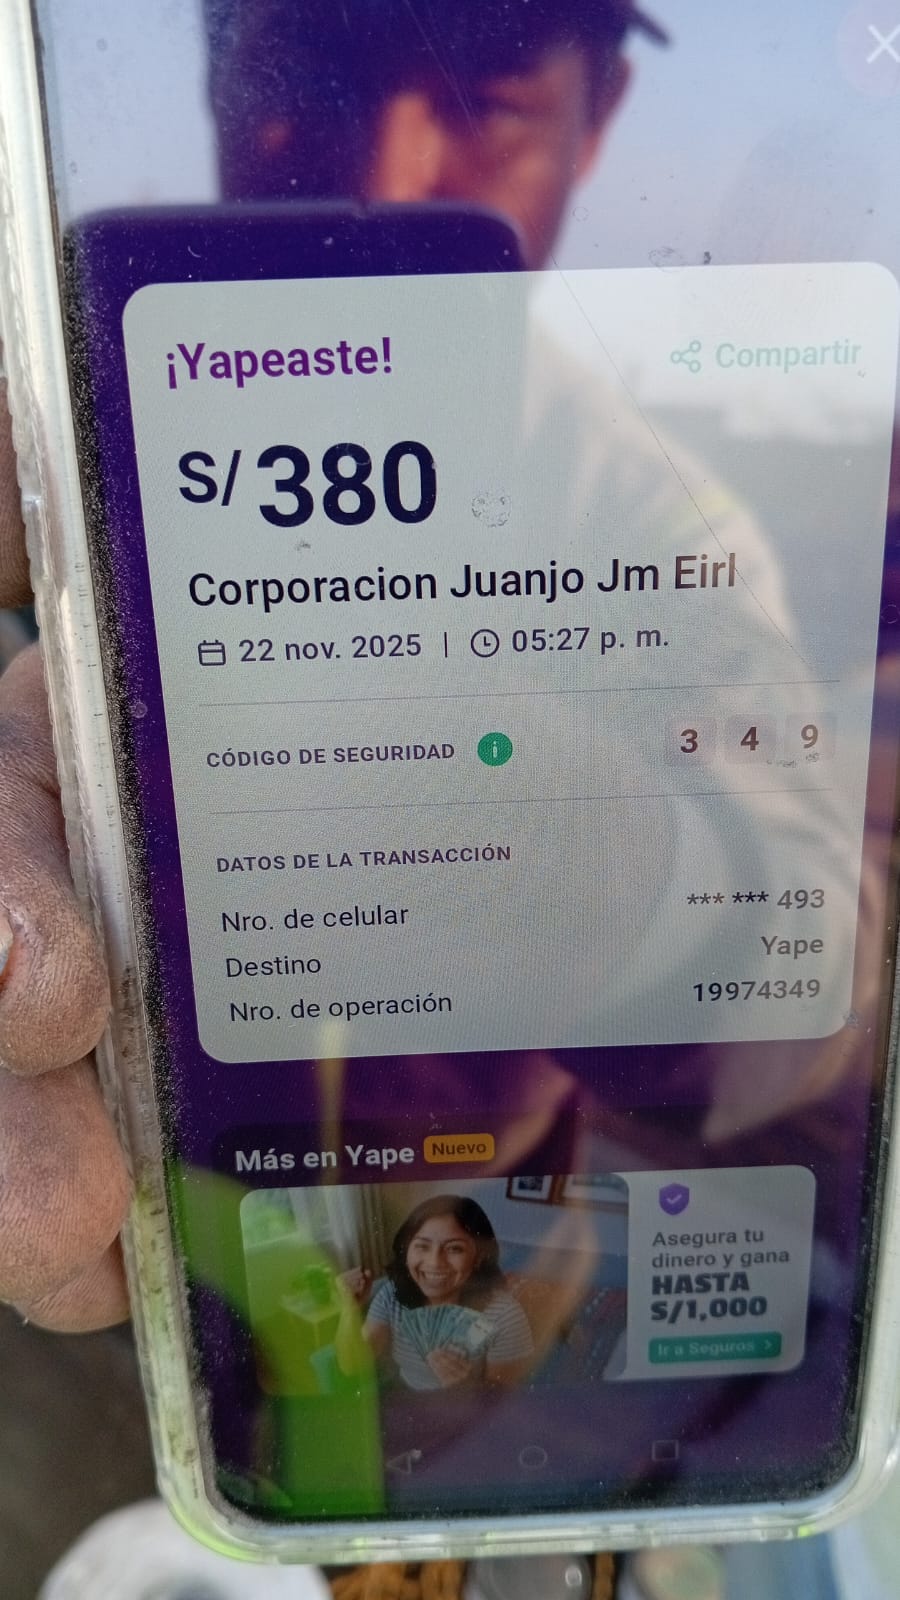 ¡Yapeaste!
Compartir
S/380
Corporacion Juanjo Jm Eirl
22 nov. 2025 | 05:27 p. m.
CÓDIGO DE SEGURIDAD i 3 4 9
DATOS DE LA TRANSACCIÓN
Nro. de celular *** *** 493
Destino Yape
Nro. de operación 19974349
Más en Yape Nuevo
Asegura tu
dinero y gana
HASTA
S/1,000
Ir a Seguros >